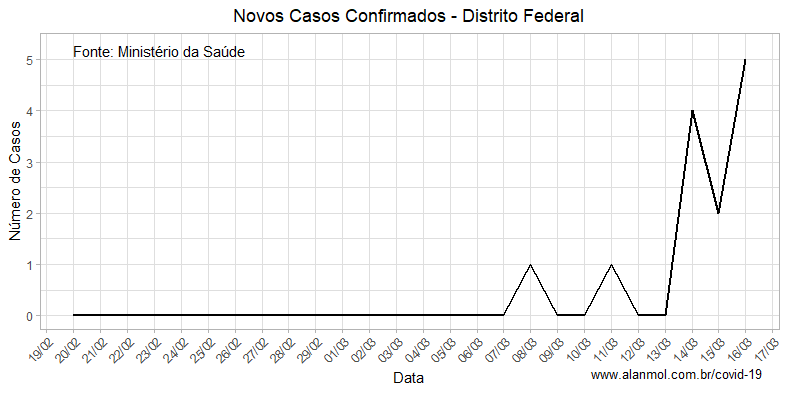 Novos Casos Confirmados - Distrito Federal
Fonte: Ministério da Saúde
Número de Casos
5
4
3
2
1
0
19/02 20/02 21/02 22/02 23/02 24/02 25/02 26/02 27/02 28/02 29/02 01/03 02/03 03/03 04/03 05/03 06/03 07/03 08/03 09/03 10/03 11/03 12/03 13/03 14/03 15/03 16/03 17/03
Data
www.alanmol.com.br/covid-19